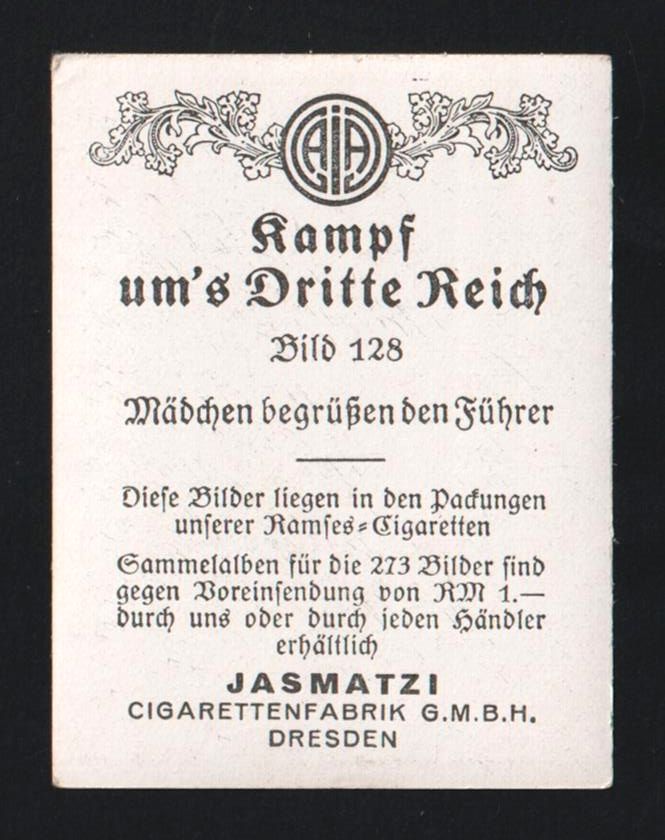 AJA
Kampf
um's Dritte Reich
Bild 128
Mädchen begrüßen den Führer
Diese Bilder liegen in den Packungen
unserer Ramses-Cigaretten
Sammelalben für die 273 Bilder sind
gegen Voreinsendung von RM 1.—
durch uns oder durch jeden Händler
erhältlich
JASMATZI
CIGARETTENFABRIK G.M.B.H.
DRESDEN